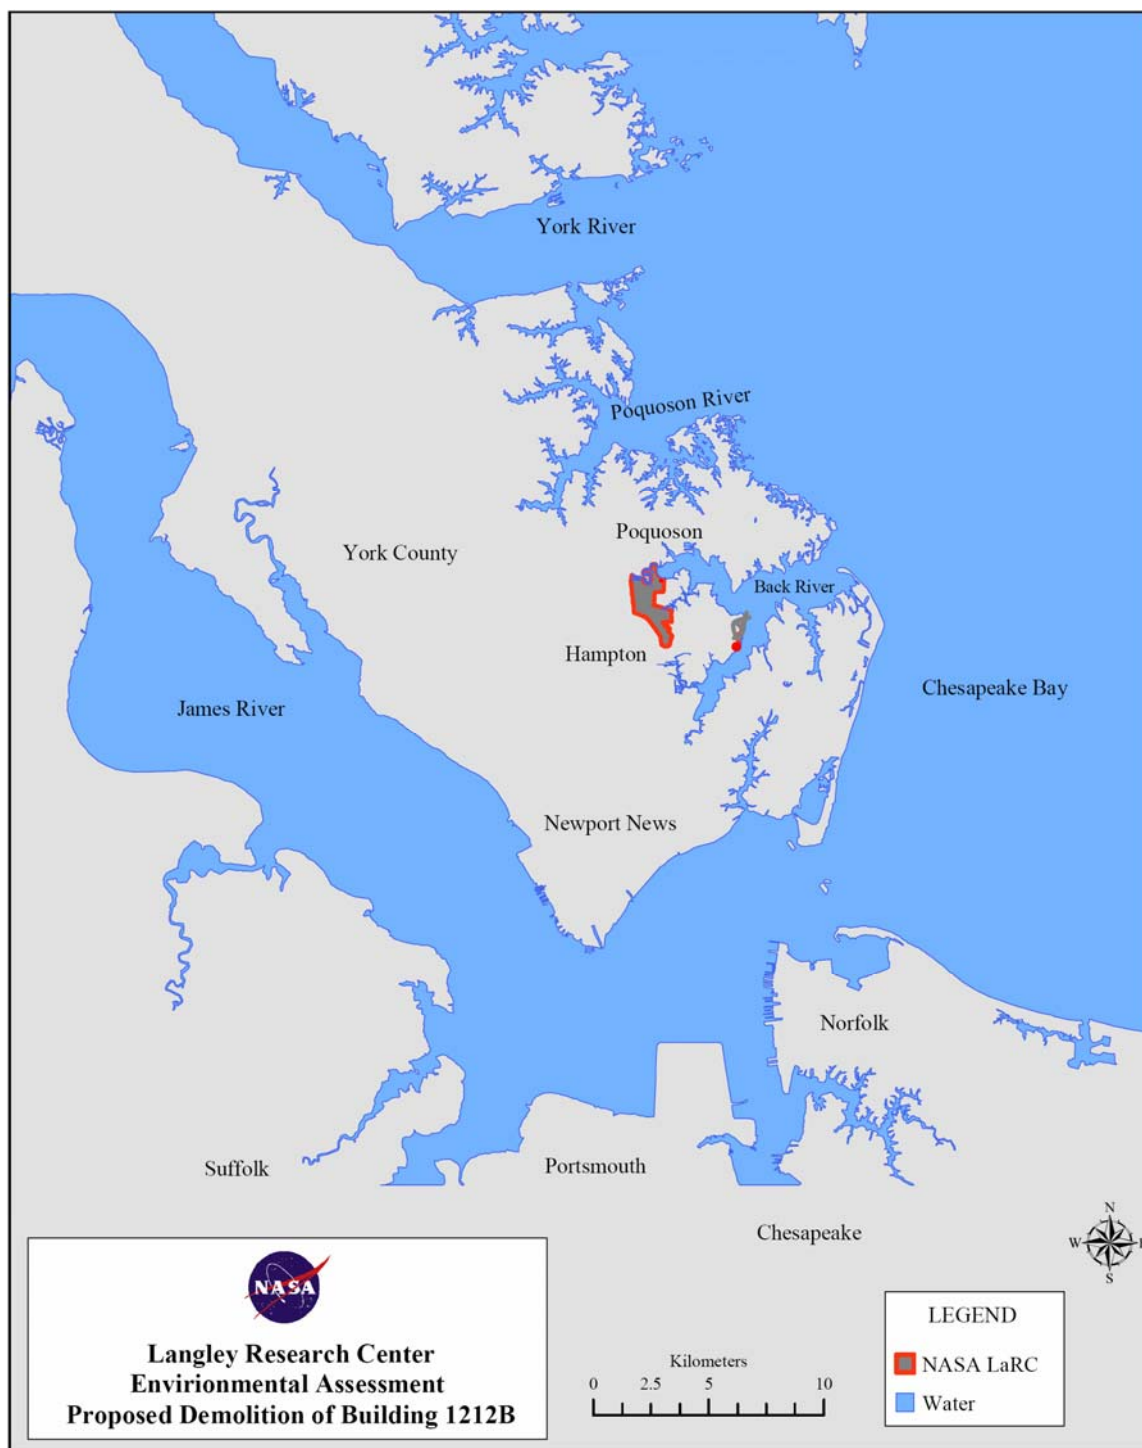 York River
Poquoson River
Poquoson
York County
Back River
Hampton
Chesapeake Bay
James River
Newport News
Norfolk
Suffolk
Portsmouth
Chesapeake
N
W
E
S
NASA
Langley Research Center
Envirionmental Assessment
Proposed Demolition of Building 1212B
Kilometers
0 2.5 5 10
LEGEND
NASA LaRC
Water